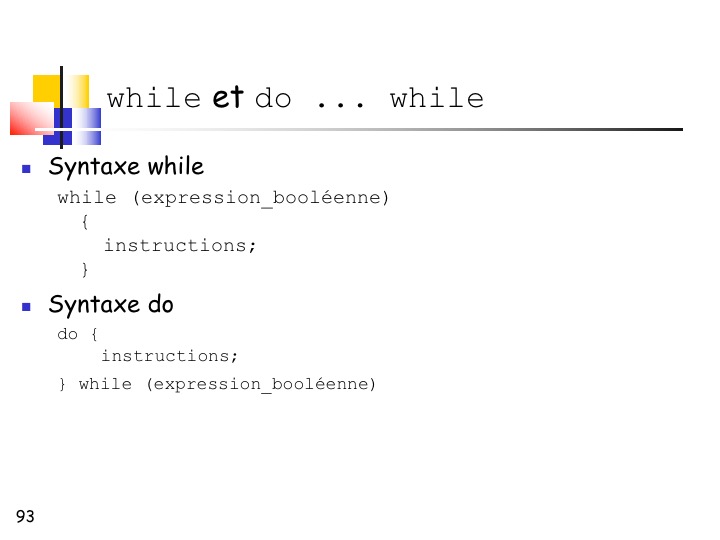 while et do ... while
Syntaxe while
while (expression_booléenne)
{
instructions;
}
Syntaxe do
do {
instructions;
} while (expression_booléenne)
93